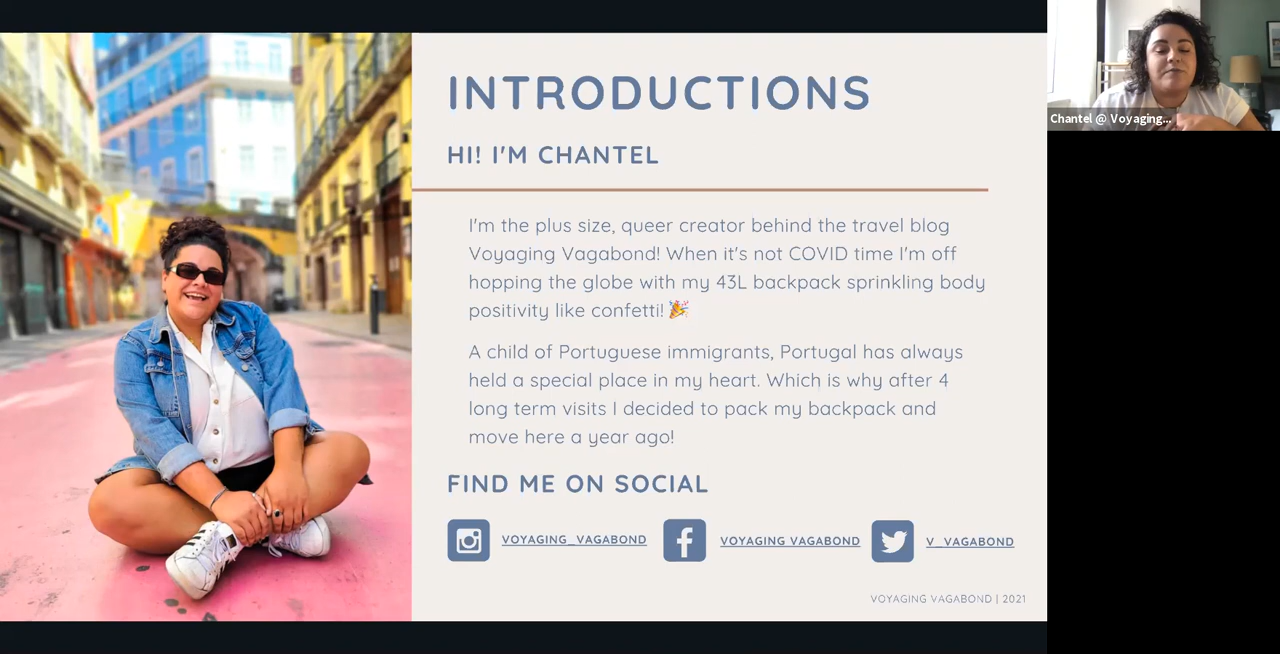 INTRODUCTIONS
HI! I'M CHANTEL
I'm the plus size, queer creator behind the travel blog
Voyaging Vagabond! When it's not COVID time I'm off
hopping the globe with my 43L backpack sprinkling body
positivity like confetti! 🎉
A child of Portuguese immigrants, Portugal has always
held a special place in my heart. Which is why after 4
long term visits I decided to pack my backpack and
move here a year ago!
FIND ME ON SOCIAL
VOYAGING_VAGABOND
VOYAGING VAGABOND
V_VAGABOND
VOYAGING VAGABOND | 2021
Chantel @ Voyaging...